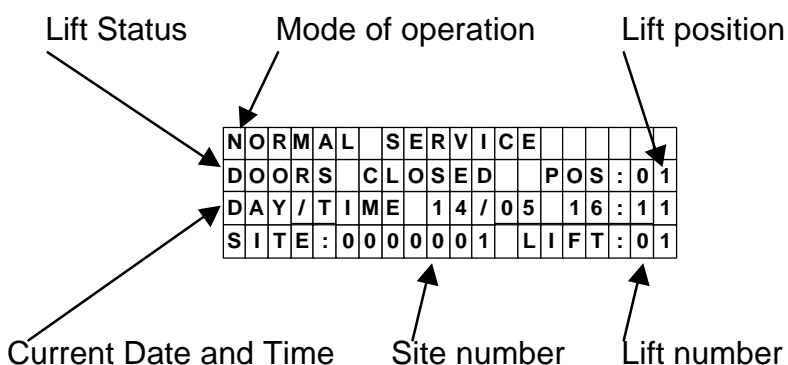 Lift Status Mode of operation Lift position
NORMAL SERVICE
DOORS CLOSED POS:01
DAY/TIME 14/05 16:11
SITE:0000001 LIFT:01
Current Date and Time Site number Lift number